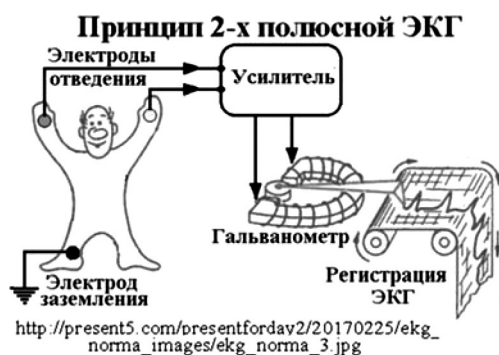 Принцип 2-х полюсной ЭКГ
Электроды
отведения
Усилитель
Гальванометр
Регистрация
ЭКГ
Электрод
заземления
http://present5.com/presentforday2/20170225/ekg_
norma_images/ekg_norma_3.jpg